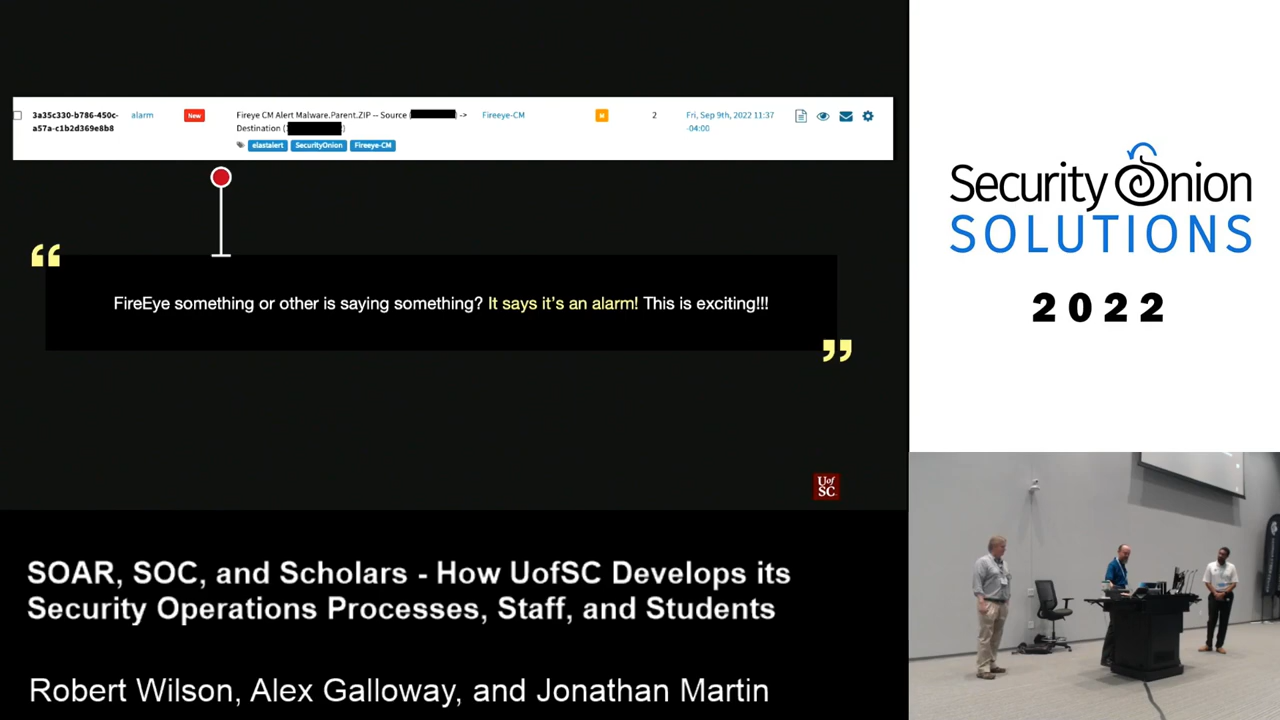 3a35c330-b786-450c-
a57a-c1b2d369e8b8
alarm
New
Fireye CM Alert Malware.Parent.ZIP -- Source ( ) ->
Destination ( )
elastalert SecurityOnion Fireeye-CM
Fireeye-CM
M
2
Fri, Sep 9th, 2022 11:37
-04:00
“
FireEye something or other is saying something? It says it's an alarm! This is exciting!!!
”
UofSC
SOAR, SOC, and Scholars - How UofSC Develops its
Security Operations Processes, Staff, and Students
Robert Wilson, Alex Galloway, and Jonathan Martin
Security Onion
SOLUTIONS
2022